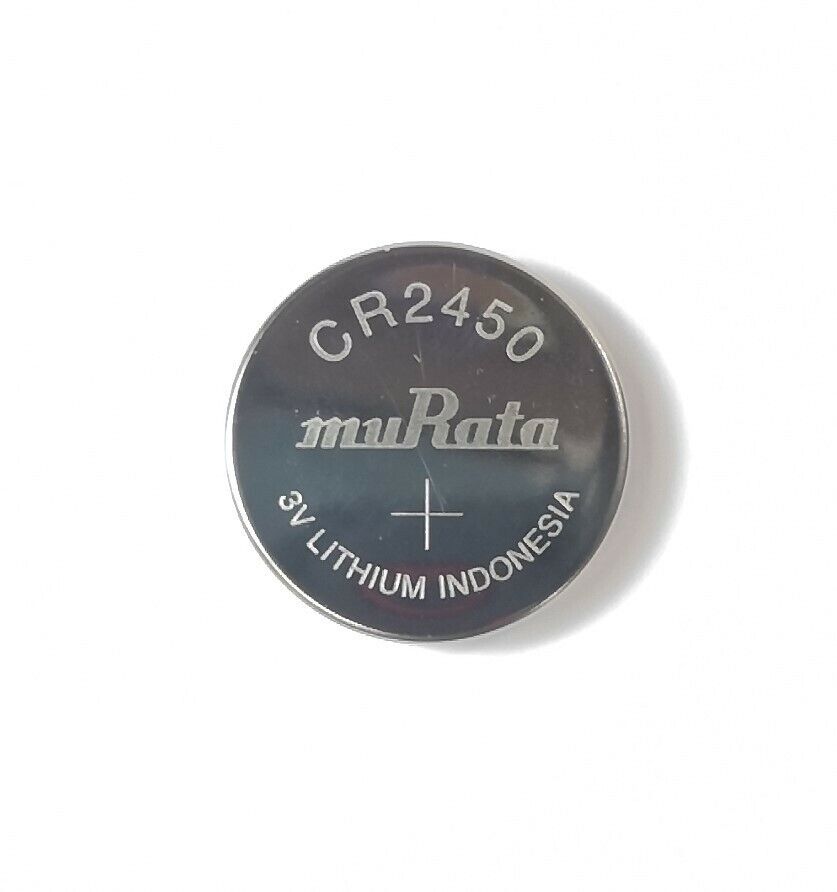 CR2450
muRata
+
3V LITHIUM INDONESIA